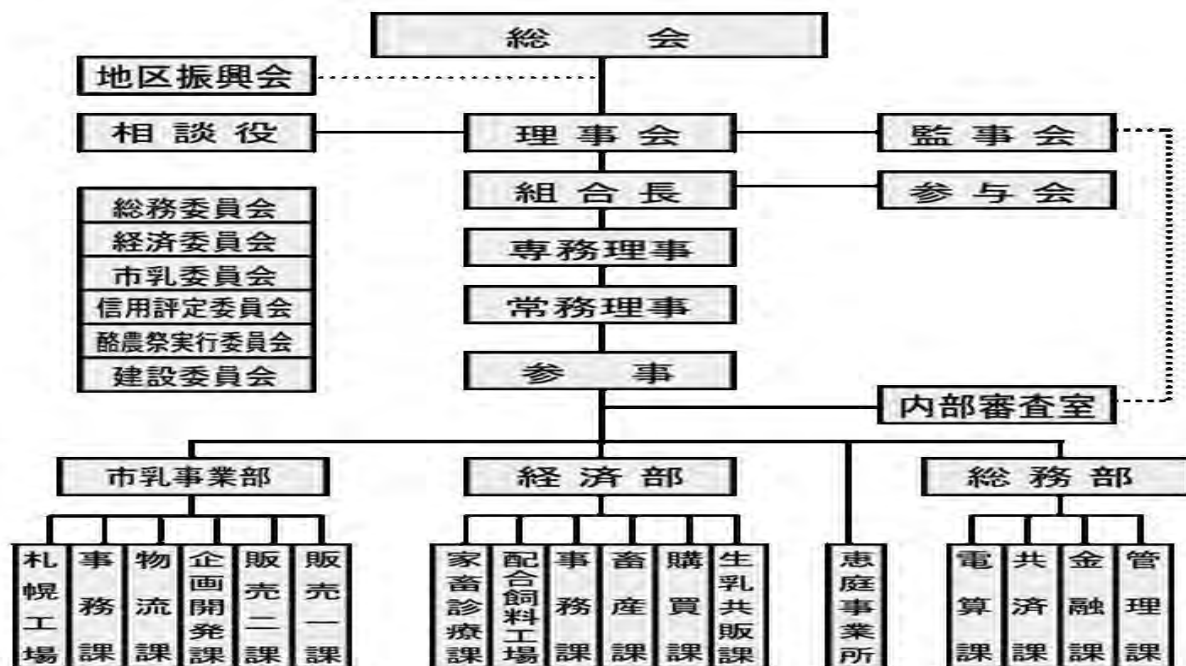 総会
地区振興会
相談役 理事会 監事会
組合長 参与会
総務委員会
経済委員会
市乳委員会
信用評定委員会
酪農祭実行委員会
建設委員会
専務理事
常務理事
参事
内部審査室
市乳事業部 経済部 総務部
札幌工場
事務課
物流課
企画開発課
販売二課
販売一課
家畜診療課
配合飼料工場
事務課
畜産課
購買課
生乳共販課
恵庭事業所
電算課
共済課
金融課
管理課